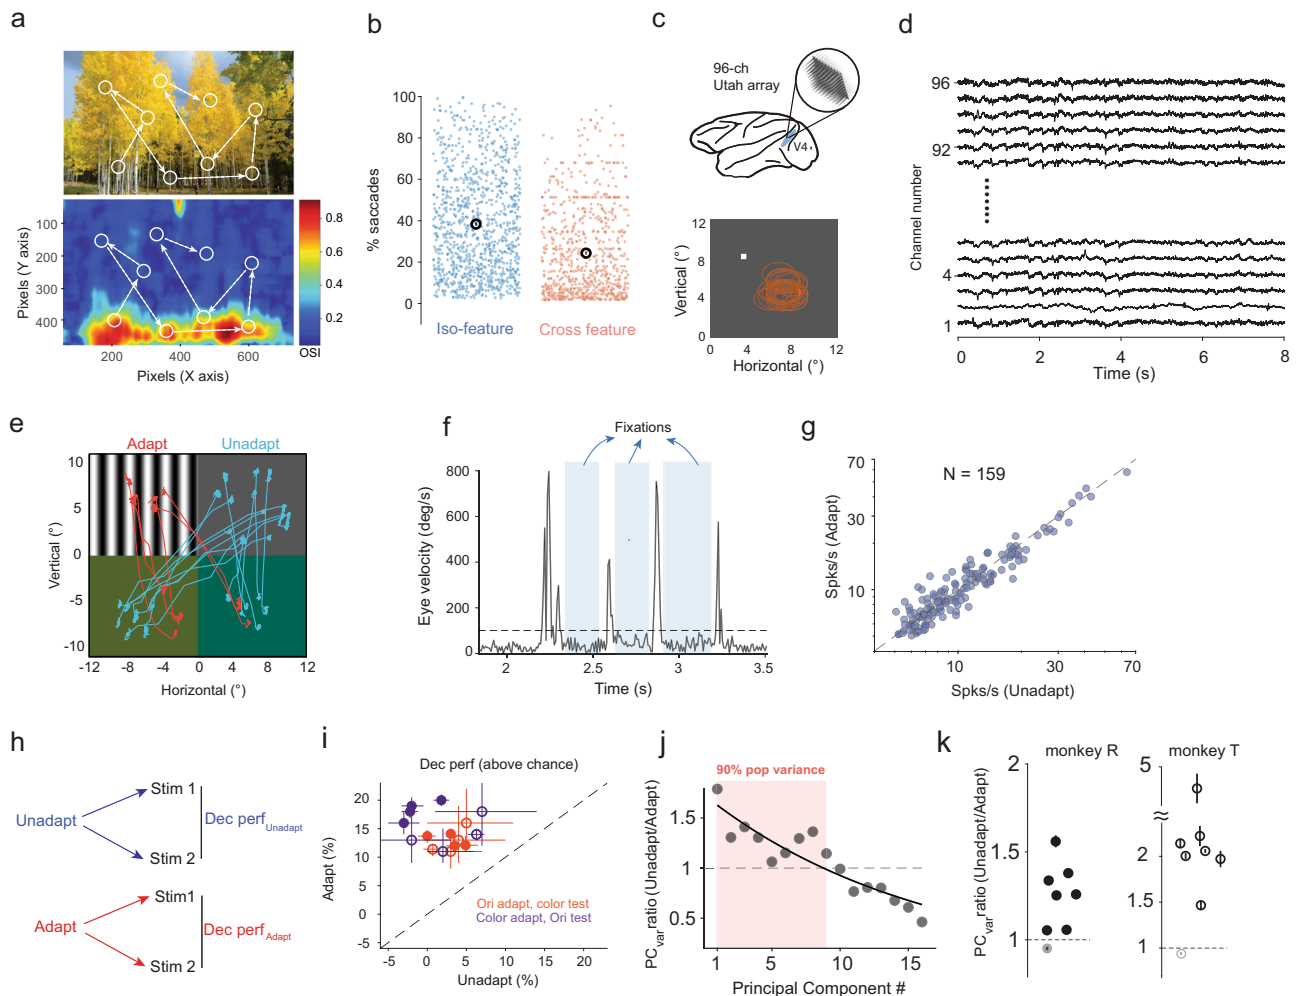 a
100
200
300
400
Pixels (Y axis)
200
400
600
Pixels (X axis)
0.8
0.6
0.4
0.2
OSI
b
100
80
60
40
20
0
% saccades
Iso-feature
Cross feature
c
96-ch
Utah array
V4
12
8
4
0
Vertical (°)
0
4
8
12
Horizontal (°)
d
96
92
4
1
Channel number
0
2
4
6
8
Time (s)
e
Adapt
Unadapt
10
5
0
-5
-10
Vertical (°)
-12
-8
-4
0
4
8
12
Horizontal (°)
f
Fixations
800
600
400
200
0
Eye velocity (deg/s)
2
2.5
3
3.5
Time (s)
g
N = 159
70
30
10
Spks/s (Adapt)
10
30
70
Spks/s (Unadapt)
h
Unadapt
Stim 1
Stim 2
Dec perf Unadapt
Adapt
Stim1
Stim 2
Dec perf Adapt
i
Dec perf (above chance)
20
15
10
5
0
-5
Adapt (%)
Ori adapt, color test
Color adapt, Ori test
-5
0
5
10
15
20
Unadapt (%)
j
90% pop variance
1.5
1
0.5
PCvar ratio (Unadapt/Adapt)
1
5
10
15
Principal Component #
k
monkey R
monkey T
2
1.5
1
PCvar ratio (Unadapt/Adapt)
5
≈
2
1.5
1